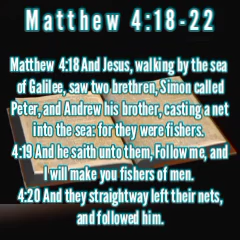 Matthew 4:18-22
Matthew 4:18 And Jesus, walking by the sea
of Galilee, saw two brethren, Simon called
Peter, and Andrew his brother, casting a net
into the sea: for they were fishers.
4:19 And he saith unto them, Follow me, and
I will make you fishers of men.
4:20 And they straightway left their nets,
and followed him.